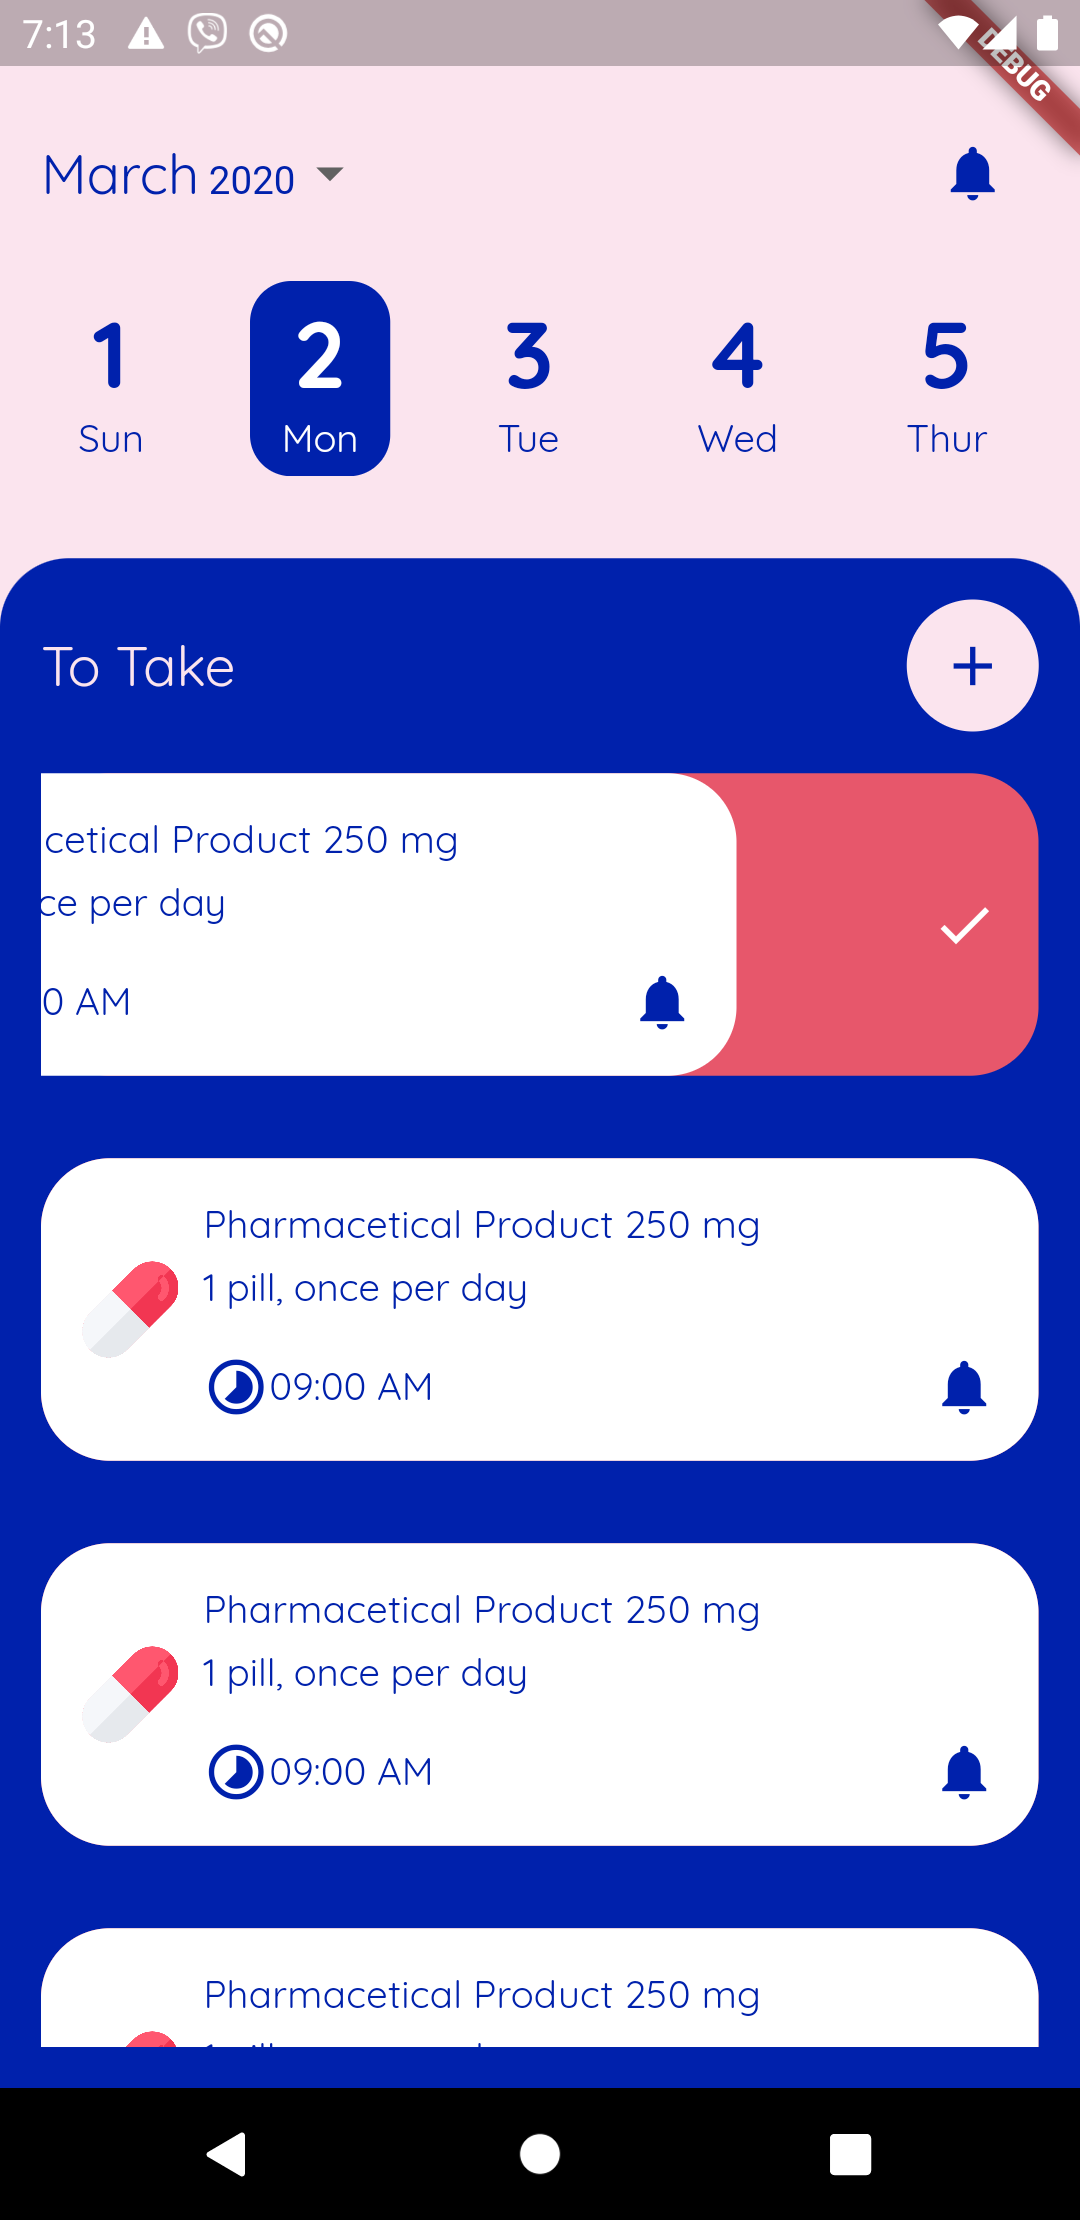 7:13
DEBUG
March 2020
1 2 3 4 5
Sun Mon Tue Wed Thur
To Take
cetical Product 250 mg
ce per day
0 AM
Pharmacetical Product 250 mg
1 pill, once per day
09:00 AM
Pharmacetical Product 250 mg
1 pill, once per day
09:00 AM
Pharmacetical Product 250 mg